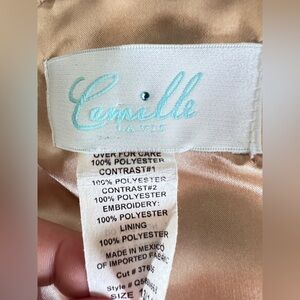 Camille
LA VIE
OVER FOR CARE
100% POLYESTER
CONTRAST#1
100% POLYESTER
CONTRAST#2
100% POLYESTER
EMBROIDERY:
100% POLYESTER
LINING
100% POLYESTER
MADE IN MEXICO
OF IMPORTED FABRIC
Cut #
Style #
SIZE